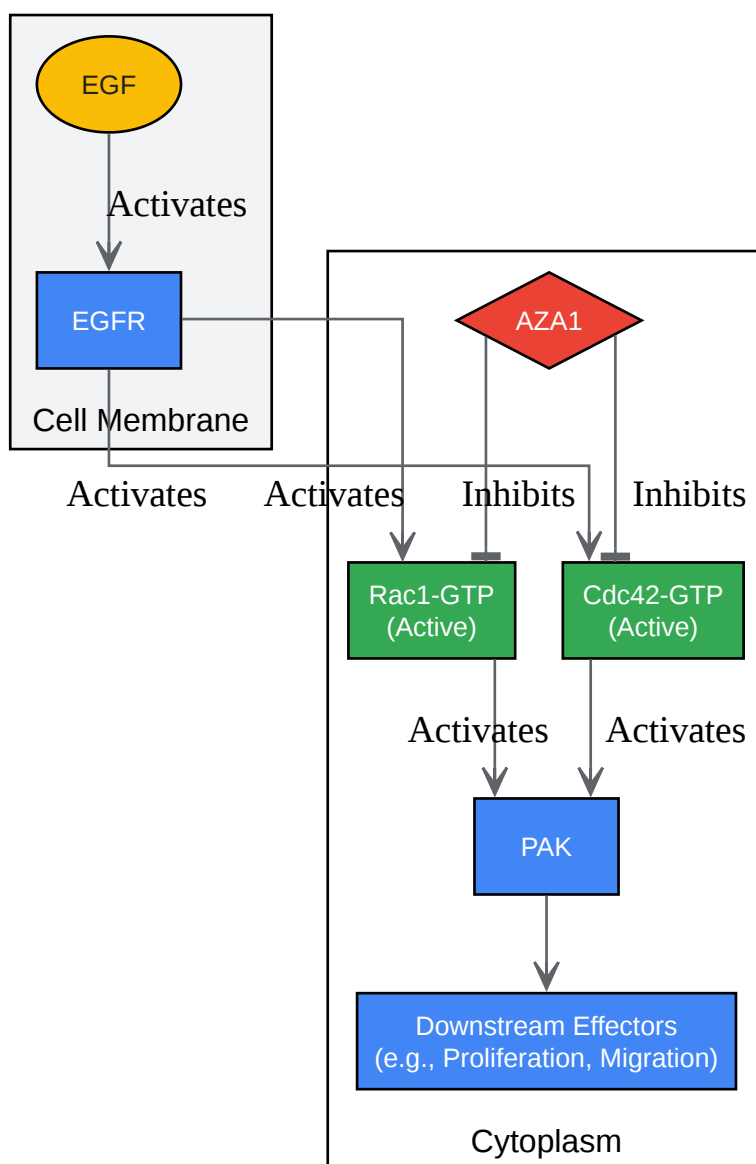 EGF
Activates
EGFR
AZA1
Cell Membrane
Activates
Activates
Inhibits
Inhibits
Rac1-GTP
(Active)
Cdc42-GTP
(Active)
Activates
Activates
PAK
Downstream Effectors
(e.g., Proliferation, Migration)
Cytoplasm